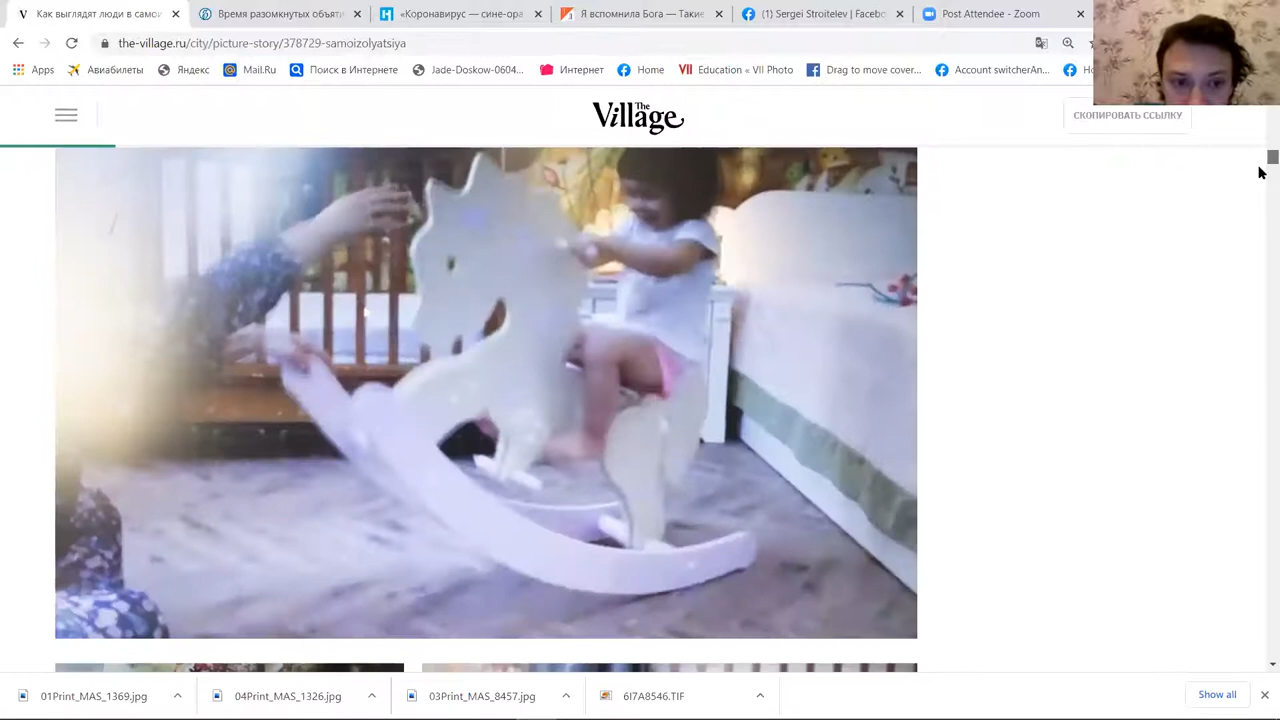 Как выглядят люди в самои
Время разомкнутых объяти
«Коронавирус — сине-ора
Я вспомнила Бога — Такие
(1) Sergei Stroitelev | Facebo
Post Attendee - Zoom
the-village.ru/city/picture-story/378729-samoizolyatsiya
Apps
Авиабилеты
Яндекс
Mail.Ru
Поиск в Интернете
Jade-Doskow-0604...
Интернет
Home
VII Education « VII Photo
Drag to move cover...
Account switcherAn...
The Village
СКОПИРОВАТЬ ССЫЛКУ
01Print_MAS_1369.jpg
04Print_MAS_1326.jpg
03Print_MAS_8457.jpg
6I7A8546.TIF
Show all